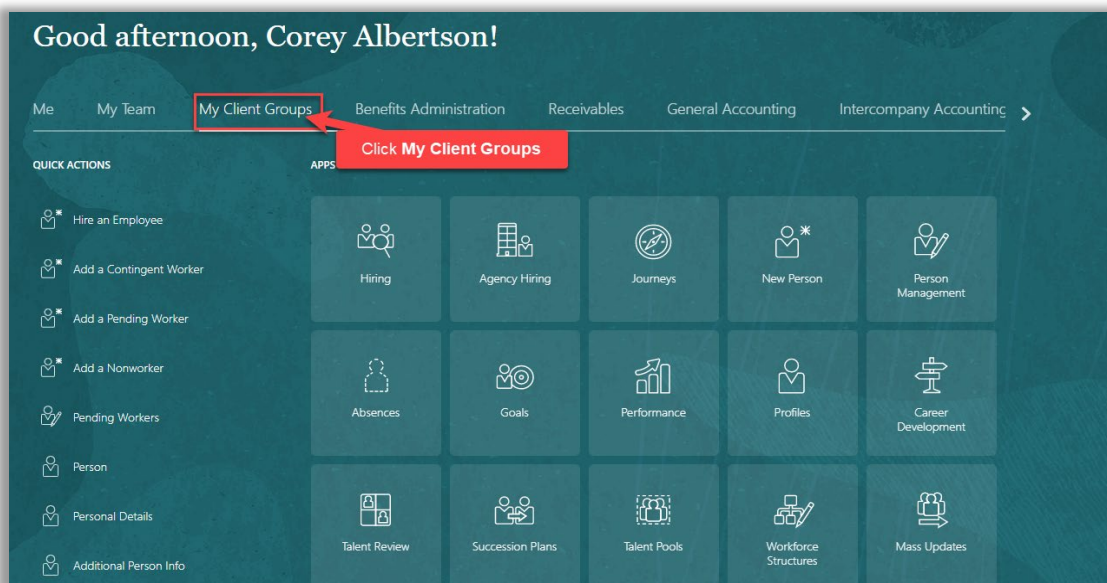 Good afternoon, Corey Albertson!
Me My Team My Client Groups Benefits Administration Receivables General Accounting Intercompany Accounting
Click My Client Groups
QUICK ACTIONS
APPS
Hire an Employee
Add a Contingent Worker
Add a Pending Worker
Add a Nonworker
Pending Workers
Person
Personal Details
Additional Person Info
Hiring
Agency Hiring
Journeys
New Person
Person
Management
Absences
Goals
Performance
Profiles
Career
Development
Talent Review
Succession Plans
Talent Pools
Workforce
Structures
Mass Updates